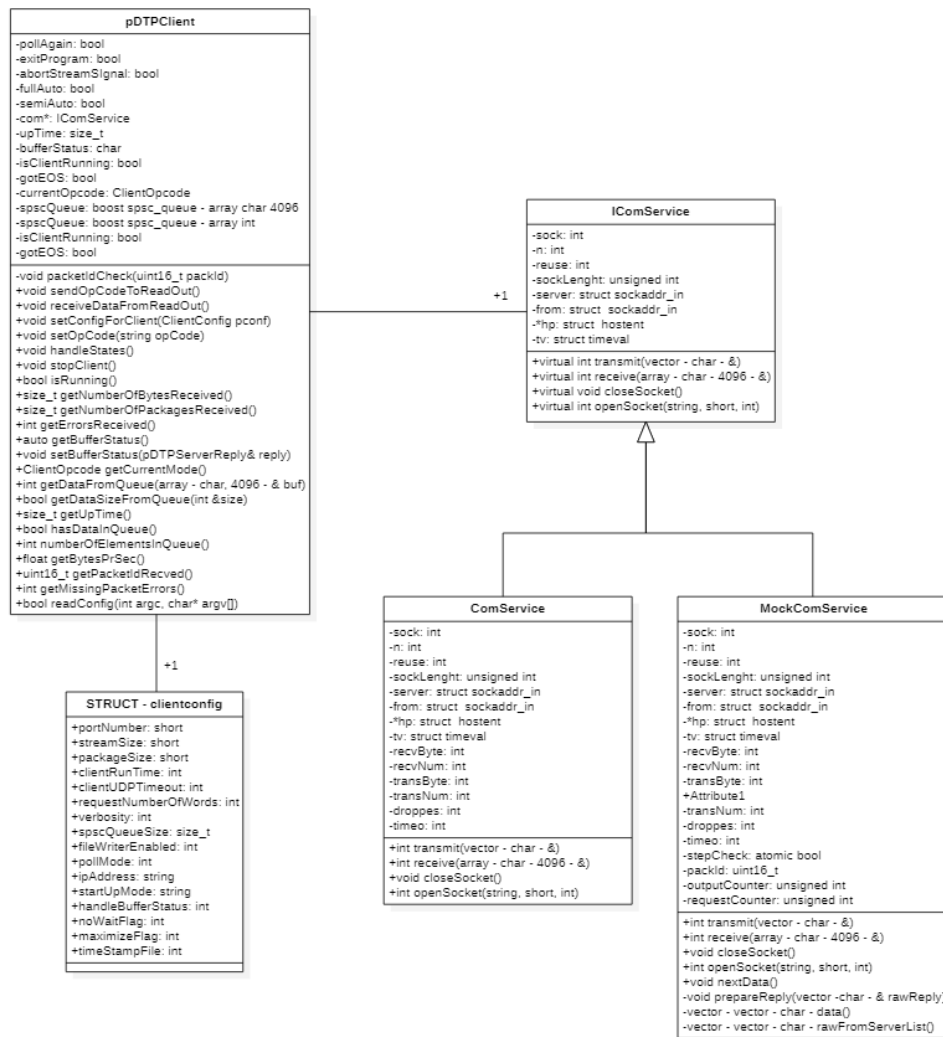 pDTPClient
-pollAgain: bool
-exitProgram: bool
-abortStreamSIgnal: bool
-fullAuto: bool
-semiAuto: bool
-com*: IComService
-upTime: size_t
-bufferStatus: char
-isClientRunning: bool
-gotEOS: bool
-currentOpcode: ClientOpcode
-spscQueue: boost spsc_queue - array char 4096
-spscQueue: boost spsc_queue - array int
-isClientRunning: bool
-gotEOS: bool
-void packetIdCheck(uint16_t packId)
+void sendOpCodeToReadOut()
+void receiveDataFromReadOut()
+void setConfigForClient(ClientConfig pconf)
+void setOpCode(string opCode)
+void handleStates()
+void stopClient()
+bool isRunning()
+size_t getNumberOfBytesReceived()
+size_t getNumberOfPackagesReceived()
+int getErrorsReceived()
+auto getBufferStatus()
+void setBufferStatus(pDTPServerReply& reply)
+ClientOpcode getCurrentMode()
+int getDataFromQueue(array - char, 4096 - & buf)
+bool getDataSizeFromQueue(int &size)
+size_t getUpTime()
+bool hasDataInQueue()
+int numberOfElementsInQueue()
+float getBytesPrSec()
+uint16_t getPacketIdRecved()
+int getMissingPacketErrors()
+bool readConfig(int argc, char* argv[])
+1
IComService
-sock: int
-n: int
-reuse: int
-sockLenght: unsigned int
-server: struct sockaddr_in
-from: struct sockaddr_in
-*hp: struct hostent
-tv: struct timeval
+virtual int transmit(vector - char - &)
+virtual int receive(array - char - 4096 - &)
+virtual void closeSocket()
+virtual int openSocket(string, short, int)
+1
STRUCT - clientconfig
+portNumber: short
+streamSize: short
+packageSize: short
+clientRunTime: int
+clientUDPTimeout: int
+requestNumberOfWords: int
+verbosity: int
+spscQueueSize: size_t
+fileWriterEnabled: int
+pollMode: int
+ipAddress: string
+startUpMode: string
+handleBufferStatus: int
+noWaitFlag: int
+maximizeFlag: int
+timeStampFile: int
ComService
-sock: int
-n: int
-reuse: int
-sockLenght: unsigned int
-server: struct sockaddr_in
-from: struct sockaddr_in
-*hp: struct hostent
-tv: struct timeval
-recvByte: int
-recvNum: int
-transByte: int
-transNum: int
-droppes: int
-timeo: int
+int transmit(vector - char - &)
+int receive(array - char - 4096 - &)
+void closeSocket()
+int openSocket(string, short, int)
MockComService
-sock: int
-n: int
-reuse: int
-sockLenght: unsigned int
-server: struct sockaddr_in
-from: struct sockaddr_in
-*hp: struct hostent
-tv: struct timeval
-recvByte: int
-recvNum: int
-transByte: int
+Attribute1
-transNum: int
-droppes: int
-timeo: int
-stepCheck: atomic bool
-packId: uint16_t
-outputCounter: unsigned int
-requestCounter: unsigned int
+int transmit(vector - char - &)
+int receive(array - char - 4096 - &)
+void closeSocket()
+int openSocket(string, short, int)
+void nextData()
-void prepareReply(vector -char - & rawReply)
-vector - vector - char - data()
-vector - vector - char - rawFromServerList()